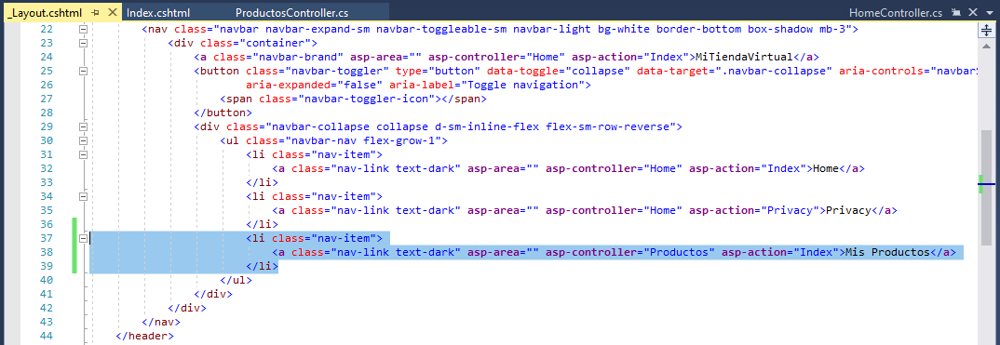 _Layout.cshtml Index.cshtml ProductosController.cs HomeController.cs
22 <nav class="navbar navbar-expand-sm navbar-toggleable-sm navbar-light bg-white border-bottom box-shadow mb-3">
23 <div class="container">
24 <a class="navbar-brand" asp-area="" asp-controller="Home" asp-action="Index">MiTiendaVirtual</a>
25 <button class="navbar-toggler" type="button" data-toggle="collapse" data-target=".navbar-collapse" aria-controls="navbar
26 aria-expanded="false" aria-label="Toggle navigation">
27 <span class="navbar-toggler-icon"></span>
28 </button>
29 <div class="navbar-collapse collapse d-sm-inline-flex flex-sm-row-reverse">
30 <ul class="navbar-nav flex-grow-1">
31 <li class="nav-item">
32 <a class="nav-link text-dark" asp-area="" asp-controller="Home" asp-action="Index">Home</a>
33 </li>
34 <li class="nav-item">
35 <a class="nav-link text-dark" asp-area="" asp-controller="Home" asp-action="Privacy">Privacy</a>
36 </li>
37 <li class="nav-item">
38 <a class="nav-link text-dark" asp-area="" asp-controller="Productos" asp-action="Index">Mis Productos</a>
39 </li>
40 </ul>
41 </div>
42 </div>
43 </nav>
44 </header>